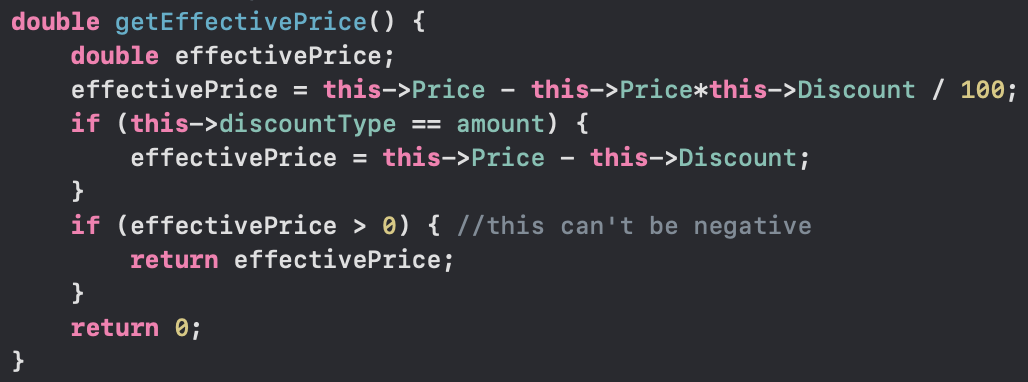 double getEffectivePrice() {
    double effectivePrice;
    effectivePrice = this->Price - this->Price*this->Discount / 100;
    if (this->discountType == amount) {
        effectivePrice = this->Price - this->Discount;
    }
    if (effectivePrice > 0) { //this can't be negative
        return effectivePrice;
    }
    return 0;
}